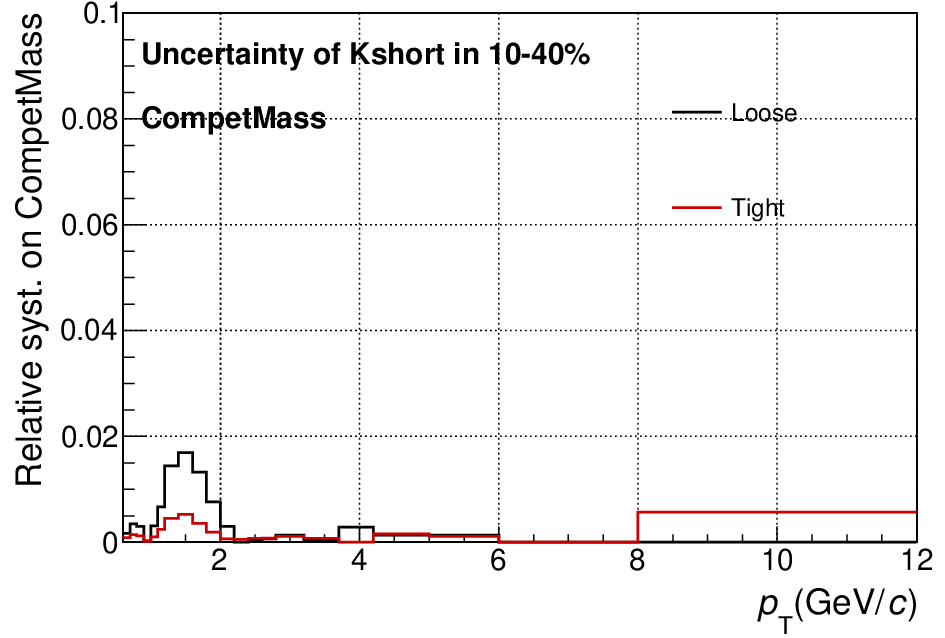 Relative syst. on CompetMass
0.1
0.08
0.06
0.04
0.02
0
Uncertainty of Kshort in 10-40%
CompetMass
Loose
Tight
2 4 6 8 10 12
p_T(GeV/c)